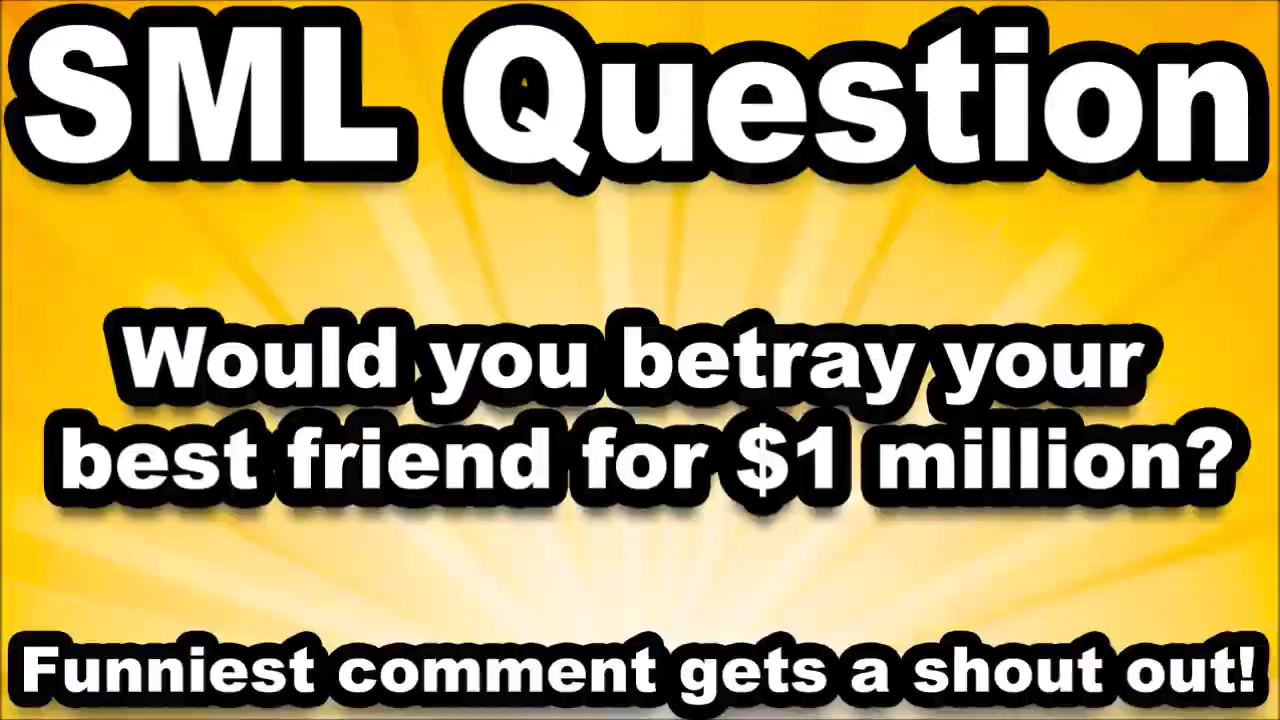 SML Question
Would you betray your
best friend for $1 million?
Funniest comment gets a shout out!